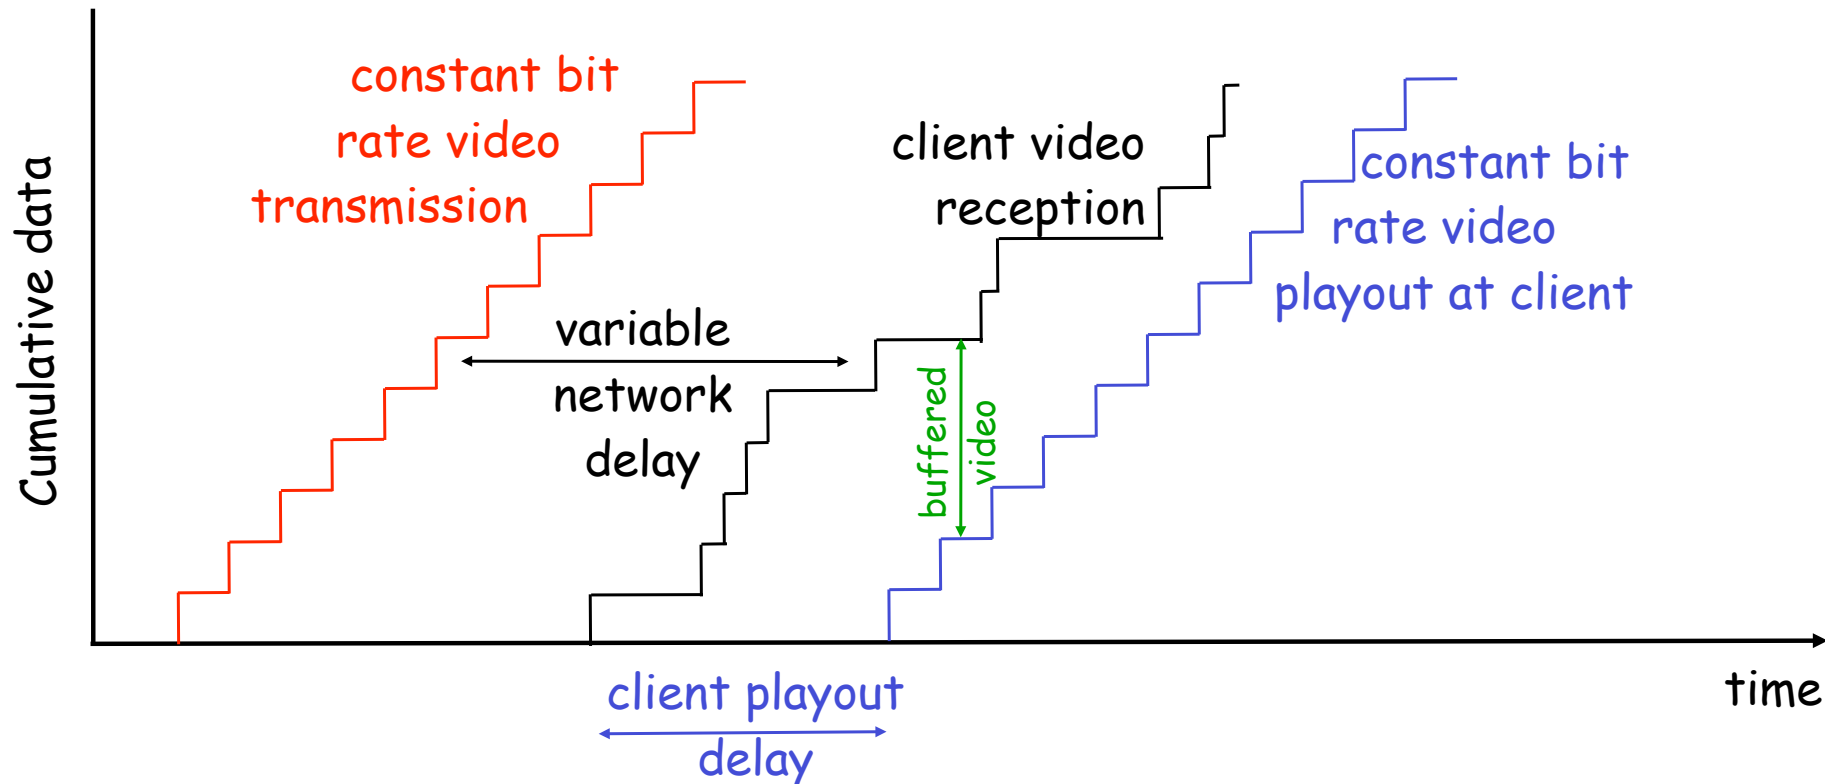 constant bit
rate video
transmission
client video
reception
constant bit
rate video
playout at client
variable
network
delay
buffered
video
Cumulative data
client playout
delay
time